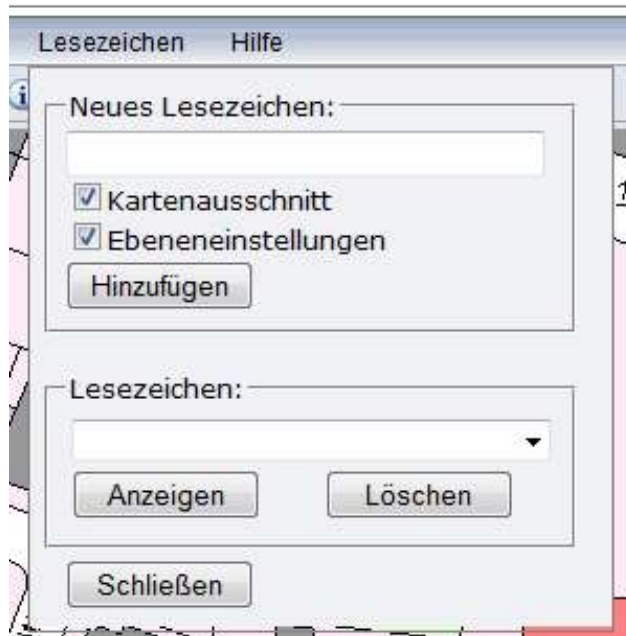 Lesezeichen Hilfe
Neues Lesezeichen:
Kartenausschnitt
Ebeneneinstellungen
Hinzufügen
Lesezeichen:
Anzeigen Löschen
Schließen